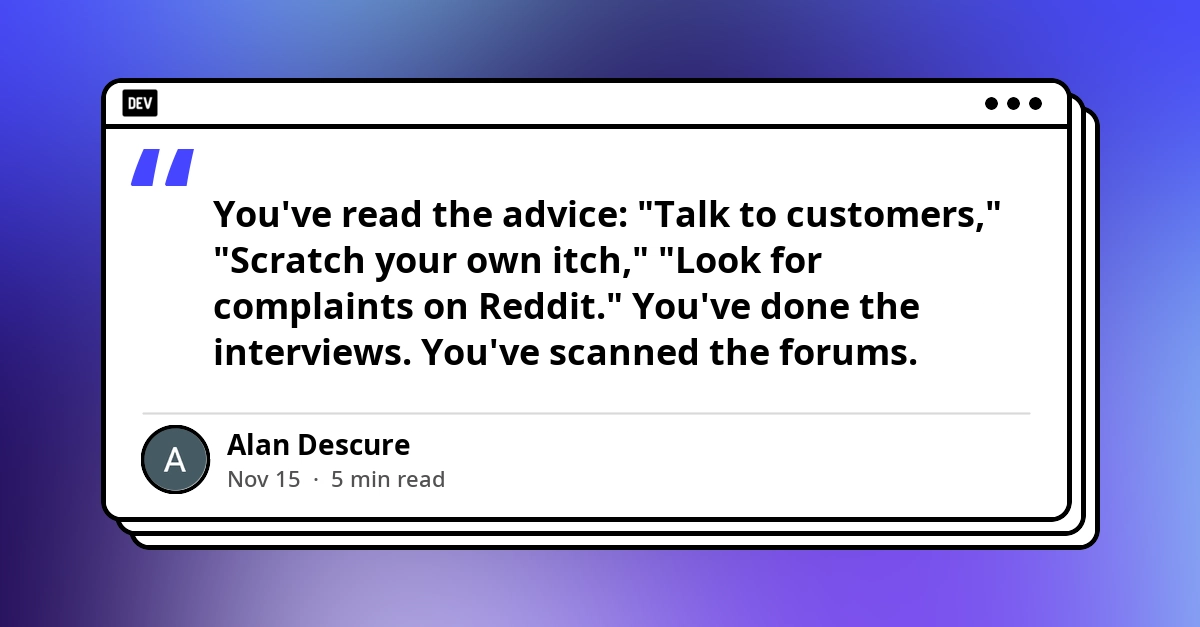 DEV
You've read the advice: "Talk to customers,"
"Scratch your own itch," "Look for
complaints on Reddit." You've done the
interviews. You've scanned the forums.
A
Alan Descure
Nov 15 · 5 min read